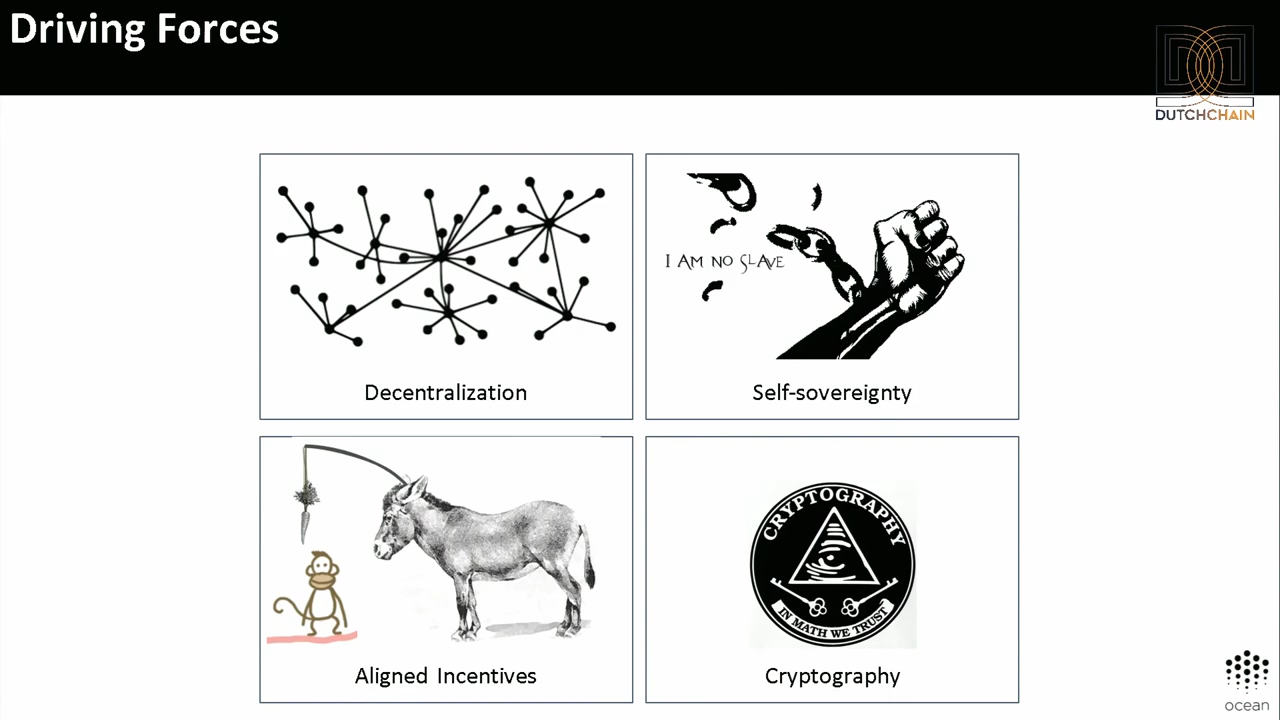 Driving Forces
DUTCHCHAIN
I AM NO SLAVE
Decentralization
Self-sovereignty
CRYPTOGRAPHY
IN MATH WE TRUST
Aligned Incentives
Cryptography
ocean